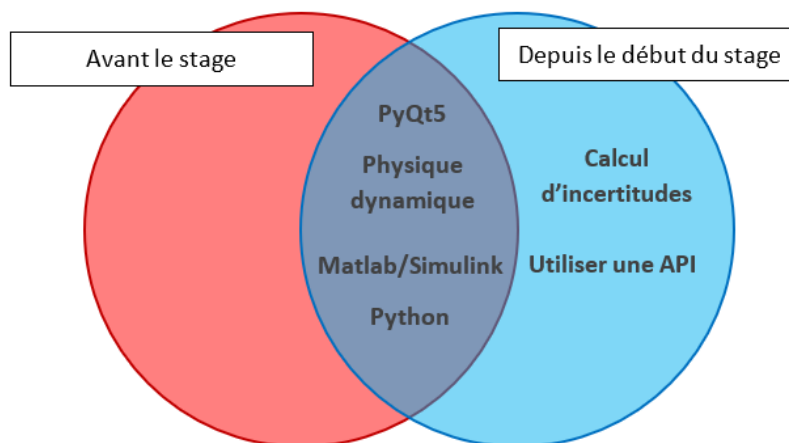 Avant le stage
Depuis le début du stage
PyQt5
Physique
dynamique
Matlab/Simulink
Python
Calcul
d'incertitudes
Utiliser une API